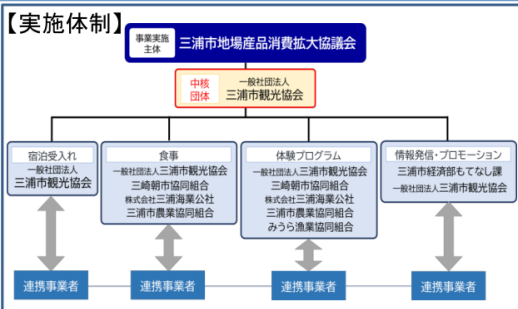 【実施体制】
事業実施
主体
三浦市地場産品消費拡大協議会
中核
団体
一般社団法人
三浦市観光協会
宿泊受入れ
一般社団法人
三浦市観光協会
食事
一般社団法人三浦市観光協会
三崎朝市協同組合
株式会社三浦海業公社
三浦市農業協同組合
体験プログラム
一般社団法人三浦市観光協会
三崎朝市協同組合
株式会社三浦海業公社
三浦市農業協同組合
みうら漁業協同組合
情報発信・プロモーション
三浦市経済部もてなし課
一般社団法人三浦市観光協会
連携事業者
連携事業者
連携事業者
連携事業者